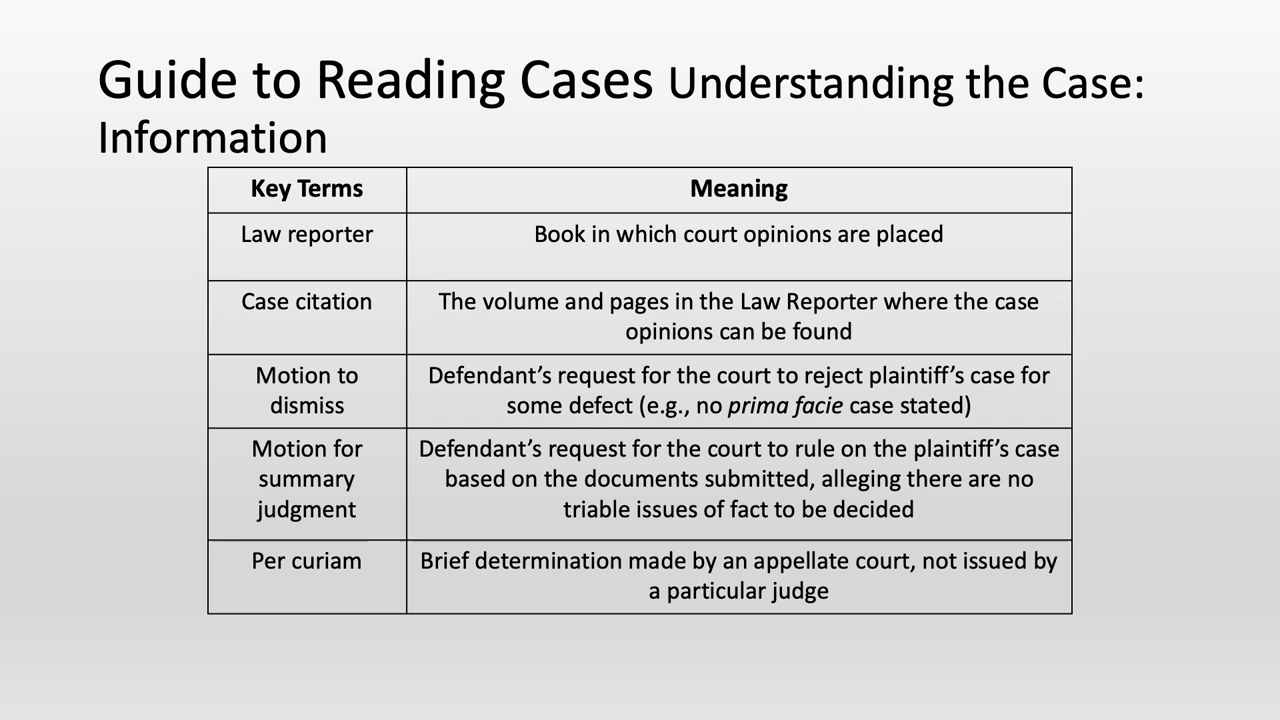 Guide to Reading Cases Understanding the Case:
Information
Key Terms
Meaning
Law reporter
Book in which court opinions are placed
Case citation
The volume and pages in the Law Reporter where the case
opinions can be found
Motion to
dismiss
Defendant’s request for the court to reject plaintiff’s case for
some defect (e.g., no prima facie case stated)
Motion for
summary
judgment
Defendant’s request for the court to rule on the plaintiff’s case
based on the documents submitted, alleging there are no
triable issues of fact to be decided
Per curiam
Brief determination made by an appellate court, not issued by
a particular judge